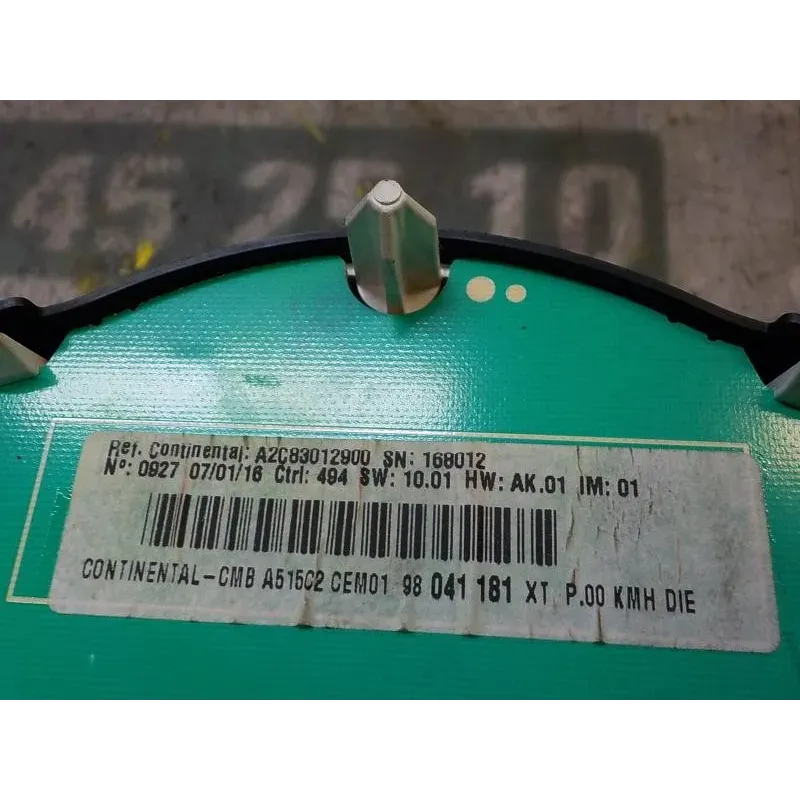 45 25 10
Ref. Continental: A2C83012900 SN: 168012
Nº: 0927 07/01/16 Ctrl: 494 SW: 10.01 HW: AK.01 IM: 01
CONTINENTAL-CMB A515C2 CEM01 98 041 181 XT P.00 KMH DIE